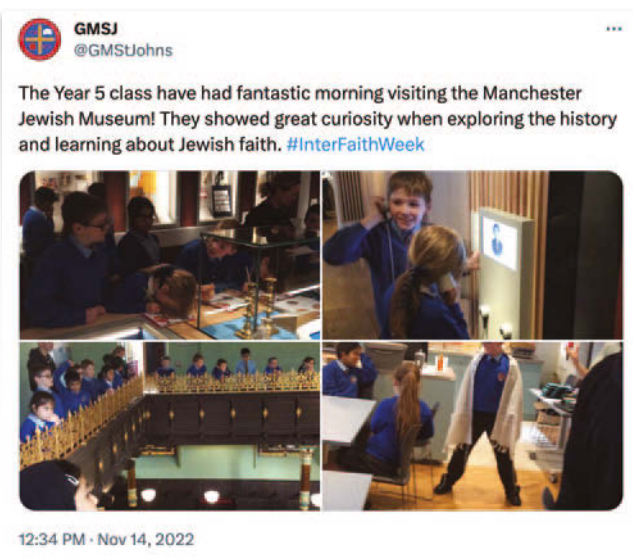 GMSJ
@GMStJohns
The Year 5 class have had fantastic morning visiting the Manchester
Jewish Museum! They showed great curiosity when exploring the history
and learning about Jewish faith. #InterFaithWeek
12:34 PM · Nov 14, 2022